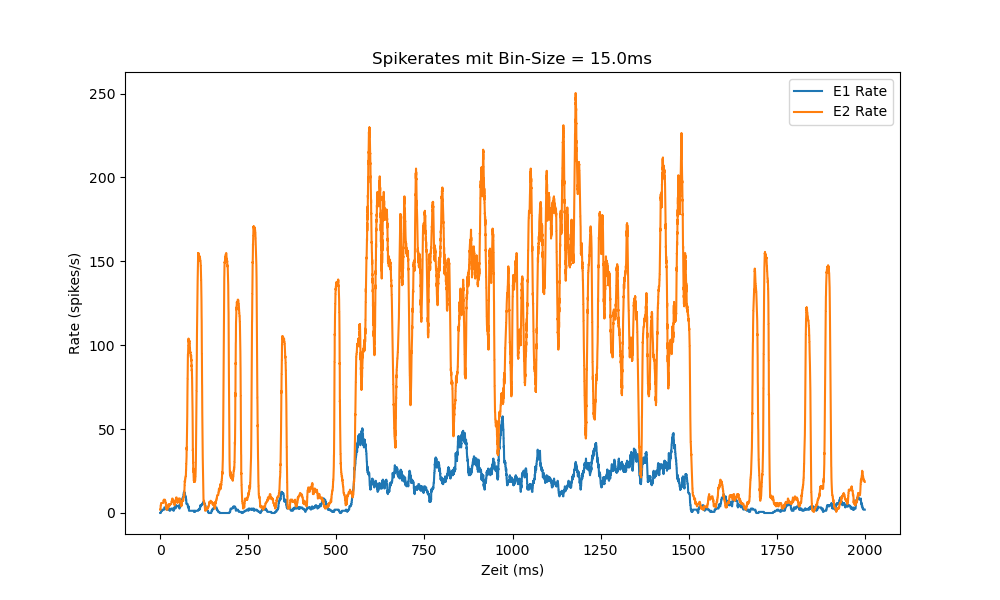 Spikerates mit Bin-Size = 15.0ms
E1 Rate
E2 Rate
250
200
150
100
50
0
Rate (spikes/s)
0 250 500 750 1000 1250 1500 1750 2000
Zeit (ms)